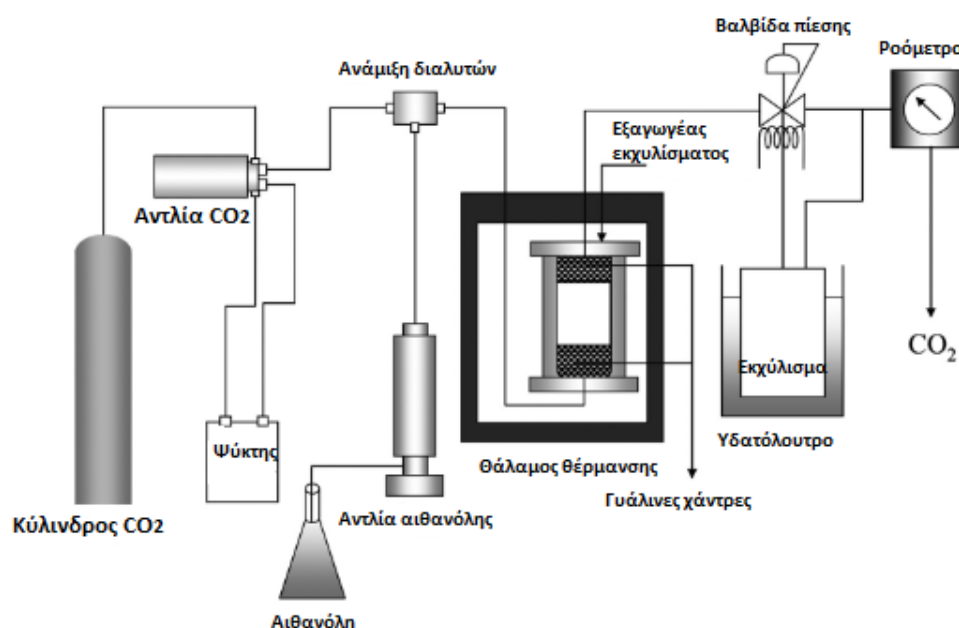 Βαλβίδα πίεσης
Ροόμετρο
Ανάμιξη διαλυτών
Εξαγωγέας
εκχυλίσματος
Αντλία CO2
CO2
Εκχύλισμα
Ψύκτης
Υδατόλουτρο
Θάλαμος θέρμανσης
Γυάλινες χάντρες
Κύλινδρος CO2
Αντλία αιθανόλης
Αιθανόλη